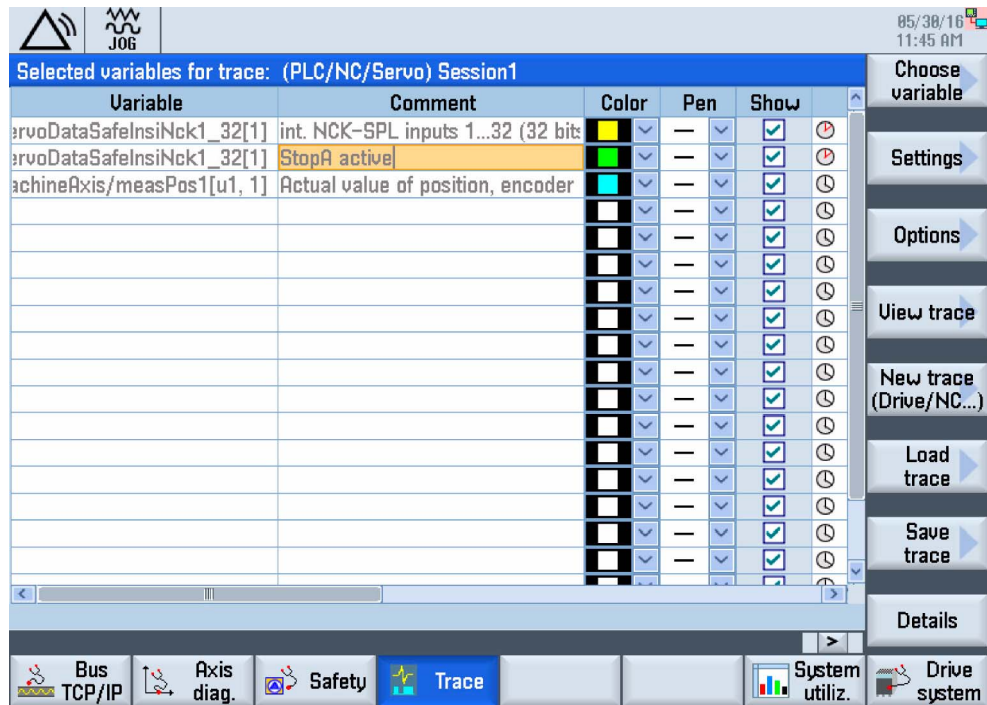 JOG
05/30/16
11:45 AM
Selected variables for trace: (PLC/NC/Servo) Session1
Choose
variable
Variable Comment Color Pen Show
ervoDataSafeInsiNck1_32[1] int. NCK-SPL inputs 1...32 (32 bits
ervoDataSafeInsiNck1_32[1] StopA active
achineAxis/measPos1[u1, 1] Actual value of position, encoder
Settings
Options
View trace
New trace
(Drive/NC...)
Load
trace
Save
trace
Details
>
Bus
TCP/IP
Axis
diag.
Safety
Trace
System
utiliz.
Drive
system